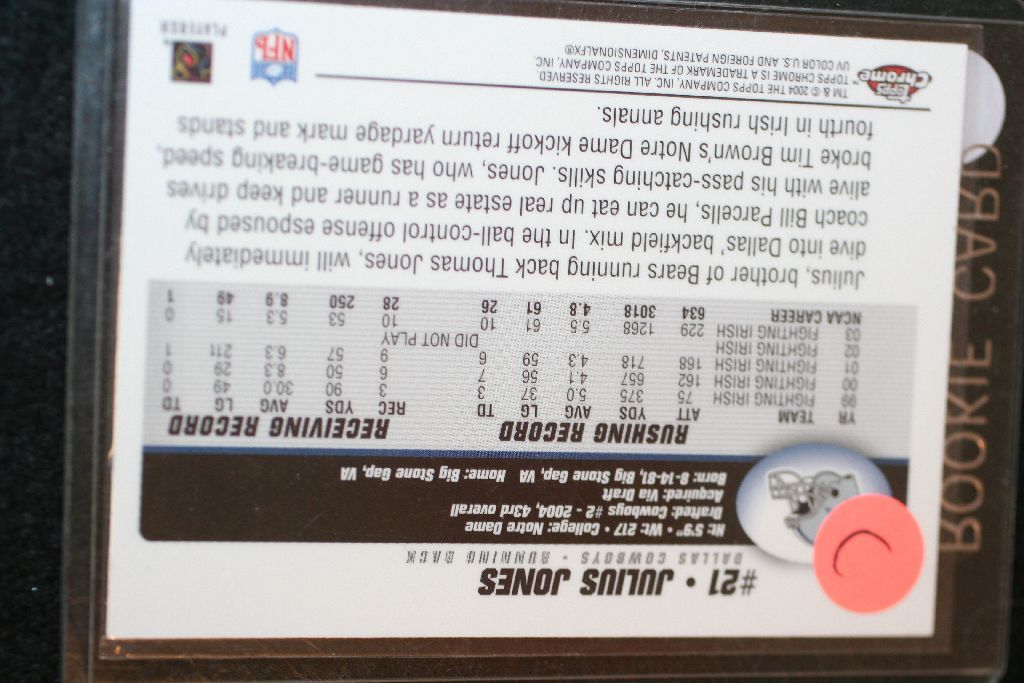 #21 • JULIUS JONES
DALLAS COWBOYS - RUNNING BACK
Ht: 5'9" • Wt: 217 • College: Notre Dame
Drafted: Cowboys #2 - 2004, 43rd overall
Acquired: Via Draft
Born: 8-14-81, Big Stone Gap, VA Home: Big Stone Gap, VA
RUSHING RECORD RECEIVING RECORD
YR TEAM ATT YDS AVG LG TD REC YDS AVG LG TD
99 FIGHTING IRISH 75 375 5.0 37 3 3 90 30.0 49 0
00 FIGHTING IRISH 162 657 4.1 56 7 6 50 8.3 29 0
01 FIGHTING IRISH 168 718 4.3 59 6 9 57 6.3 21T 1
02 FIGHTING IRISH DID NOT PLAY
03 FIGHTING IRISH 229 1268 5.5 61 10 10 53 5.3 15 0
NCAA CAREER 634 3018 4.8 61 26 28 250 8.9 49 1
Julius, brother of Bears running back Thomas Jones, will immediately
dive into Dallas' backfield mix. In the ball-control offense espoused by
coach Bill Parcells, he can eat up real estate as a runner and keep drives
alive with his pass-catching skills. Jones, who has game-breaking speed,
broke Tim Brown's Notre Dame kickoff return yardage mark and stands
fourth in Irish rushing annals.
Topps Chrome
TM & © 2004 THE TOPPS COMPANY, INC. ALL RIGHTS RESERVED.
TOPPS CHROME IS A TRADEMARK OF THE TOPPS COMPANY, INC.
UV COLOR U.S. AND FOREIGN PATENTS, DIMENSIONALFX®
NFL
PLAYERS
C
ROOKIE CARD